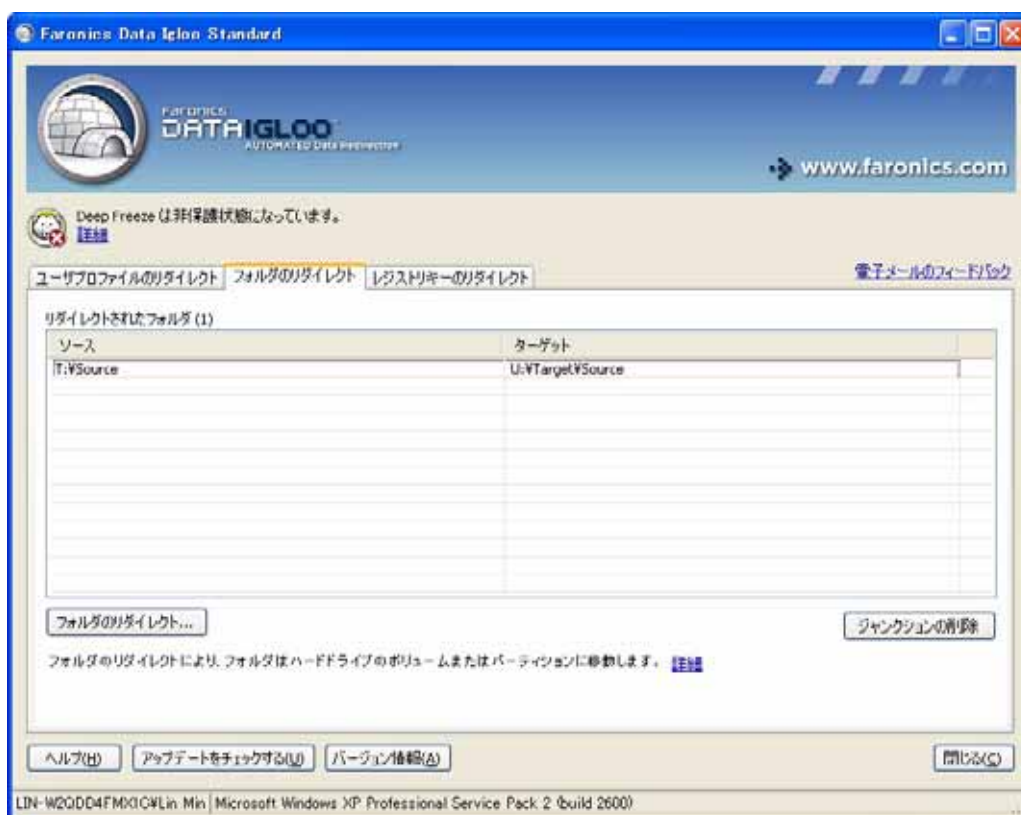 Faronics Data Igloo Standard
FARONICS
DATA IGLOO
AUTOMATED Data Redirection
www.faronics.com
Deep Freeze は非保護状態になっています。
詳細
ユーザプロファイルのリダイレクト フォルダのリダイレクト レジストリキーのリダイレクト 電子メールのフィードバック
リダイレクトされたフォルダ (1)
ソース ターゲット
T:¥Source U:¥Target¥Source
フォルダのリダイレクト... ジャンクションの削除
フォルダのリダイレクトにより、フォルダはハードドライブのボリュームまたはパーティションに移動します。 詳細
ヘルプ(H) アップデートをチェックする(U) バージョン情報(A) 閉じる(C)
LIN-W2ODD4FMXIC¥Lin Min Microsoft Windows XP Professional Service Pack 2 (build 2600)